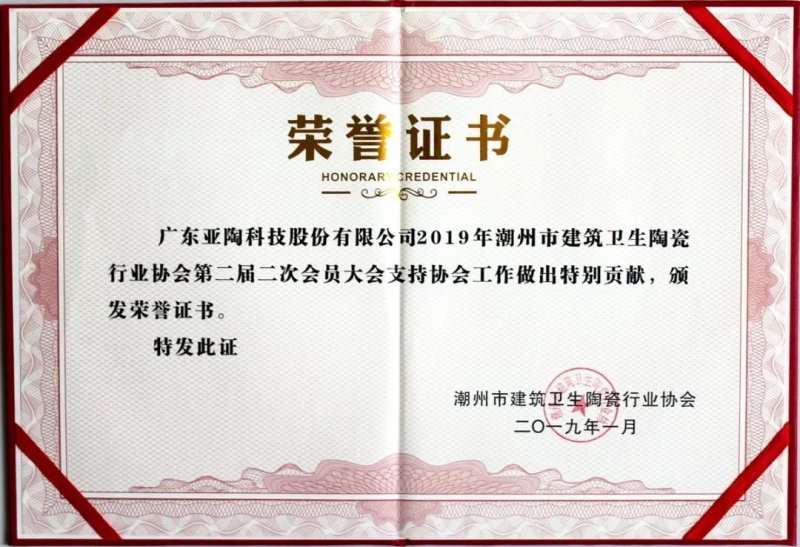 荣誉证书
HONORARY CREDENTIAL
广东亚陶科技股份有限公司2019年潮州市建筑卫生陶瓷
行业协会第二届二次会员大会支持协会工作做出特别贡献，颁
发荣誉证书。
特发此证
潮州市建筑卫生陶瓷行业协会
二〇一九年一月